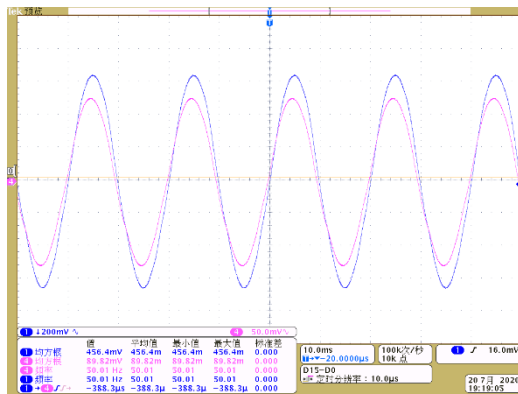 Tek 预览
1 ↓200mV ∿ 4 50.0mV∿
值 平均值 最小值 最大值 标准差
1 均方根 456.4mV 456.4m 456.4m 456.4m 0.000
4 均方根 89.82mV 89.82m 89.82m 89.82m 0.000
4 频率 50.01 Hz 50.01 50.01 50.01 0.000
1 频率 50.01 Hz 50.01 50.01 50.01 0.000
1→4 -388.3μ -388.3μ -388.3μ -388.3μ 0.000
10.0ms
-20.0000μs
100k次/秒
10k 点
1 16.0mV
D15-D0
定时分辨率：10.0μs
20 7月 2020
19:19:05